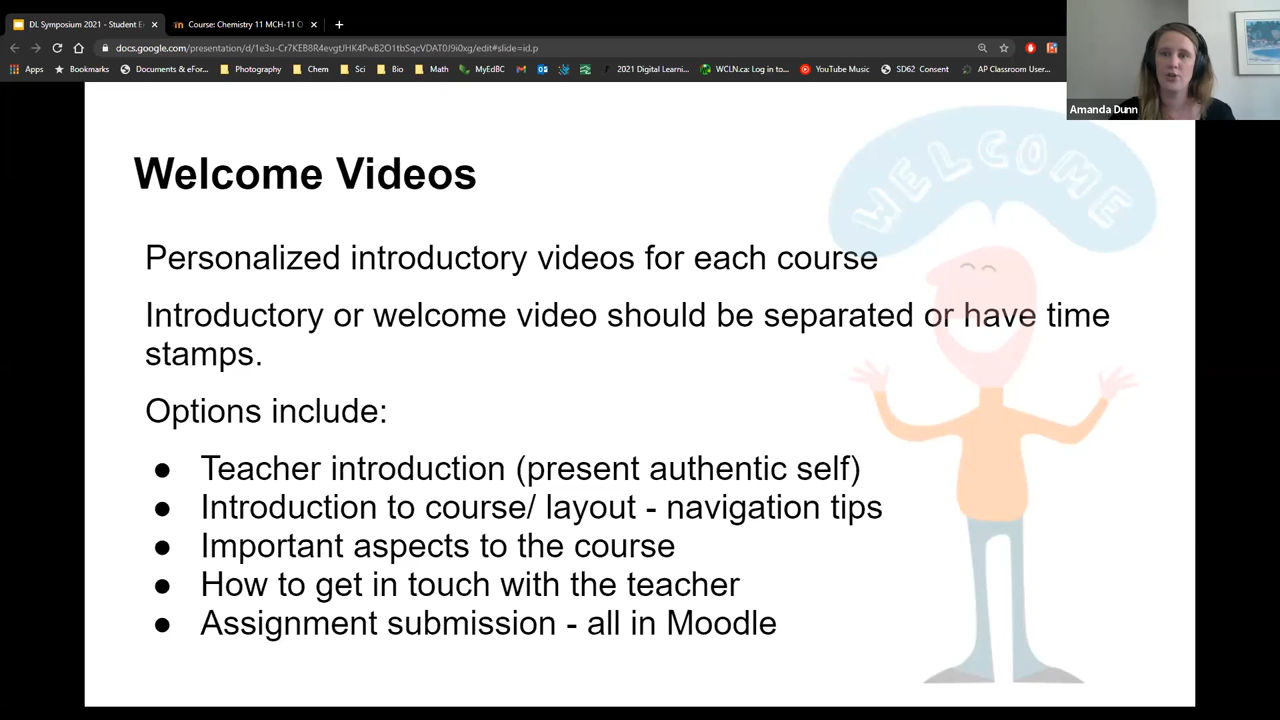 DL Symposium 2021 - Student E
Course: Chemistry 11 MCH-11 O
docs.google.com/presentation/d/1e3u-Cr7KEB8R4evgtJHK4PwB2O1tbSqcVDAT0J9i0xg/edit#slide=id.p
Apps
Bookmarks
Documents & eFor...
Photography
Chem
Sci
Bio
Math
MyEdBC
2021 Digital Learni...
WCLN.ca: Log in to...
YouTube Music
SD62 Consent
AP Classroom User...
Amanda Dunn
WELCOME
Welcome Videos
Personalized introductory videos for each course
Introductory or welcome video should be separated or have time
stamps.
Options include:
● Teacher introduction (present authentic self)
● Introduction to course/ layout - navigation tips
● Important aspects to the course
● How to get in touch with the teacher
● Assignment submission - all in Moodle